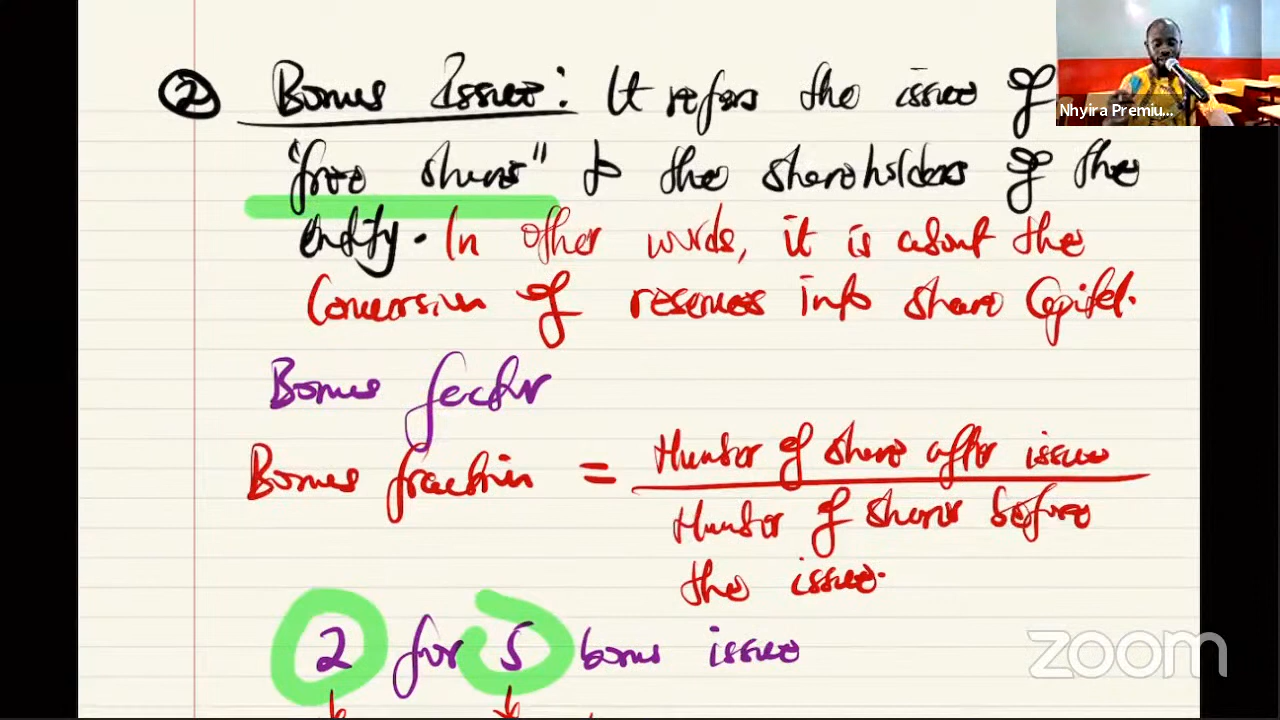 ② Bonus Issue: It refers the issue of
"free shares" to the shareholders of the
entity. In other words, it is about the
Conversion of reserves into share Capital.
Bonus factor
Bonus fraction = Number of shares after issue
Number of shares before
the issue.
2 for 5 bonus issue
Nhyira Premiu...
zoom